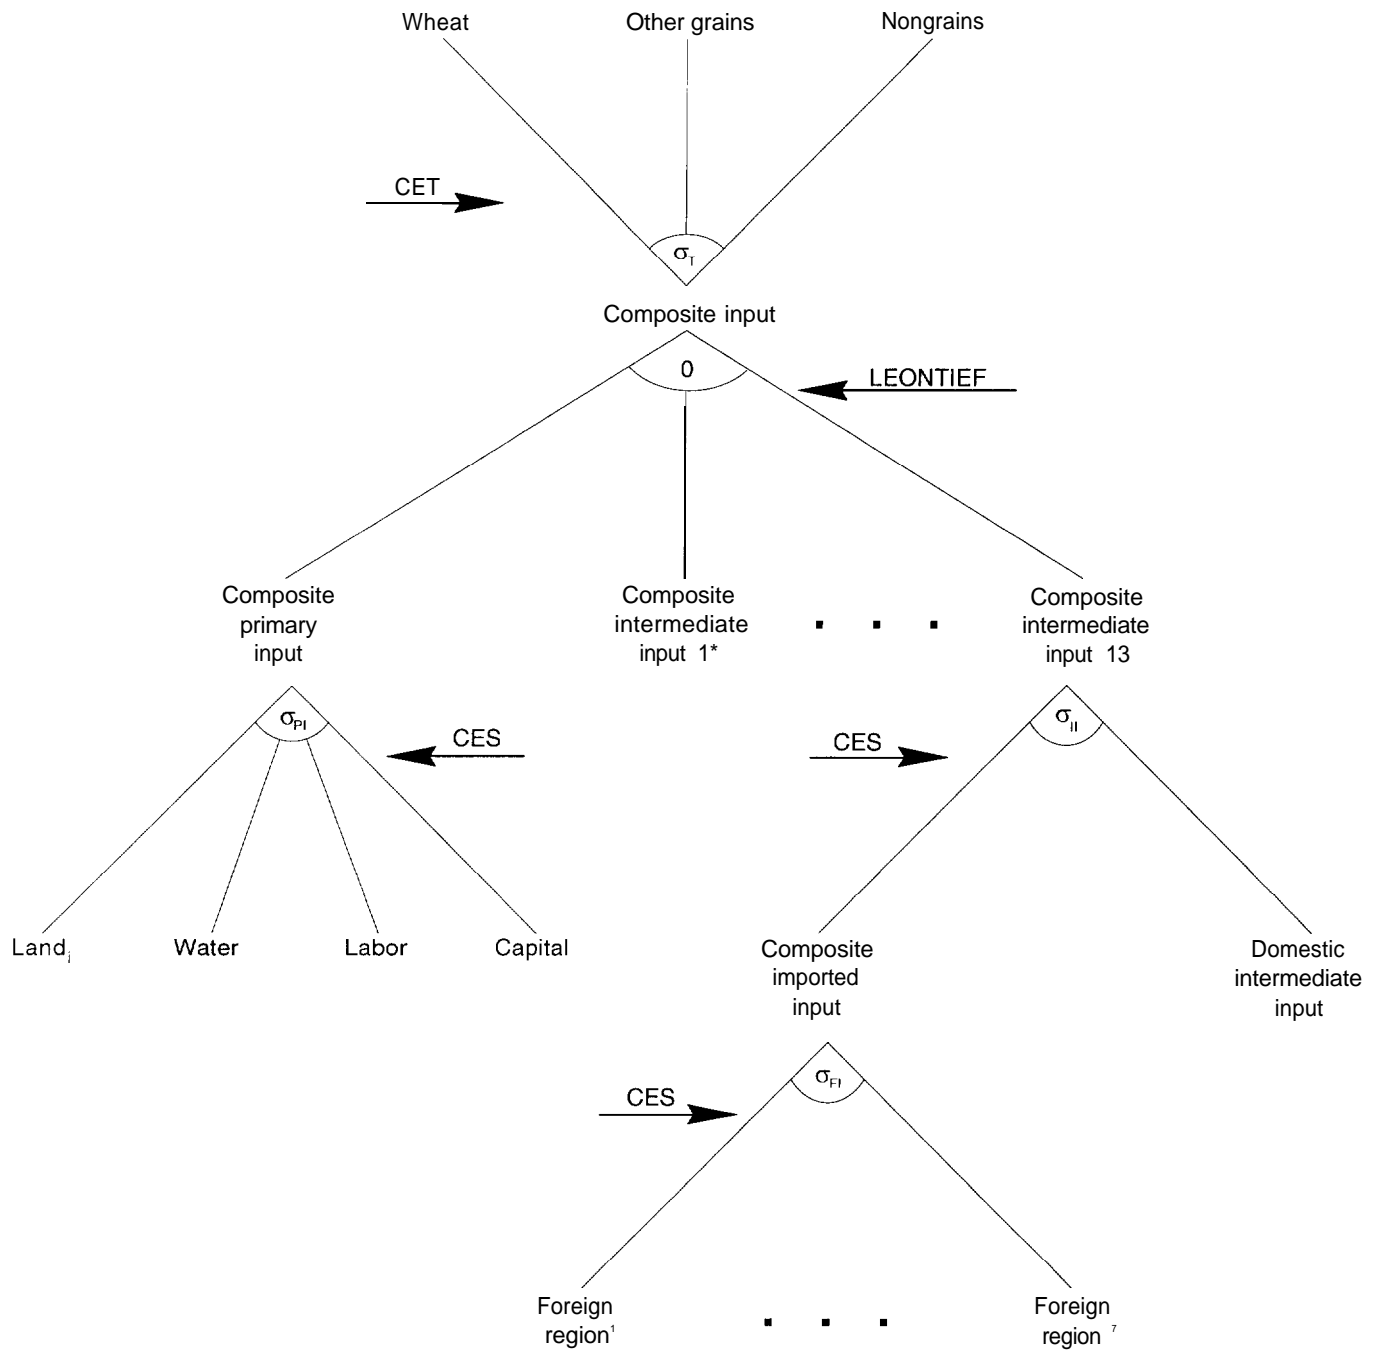 Wheat
Other grains
Nongrains
CET
σT
Composite input
0
LEONTIEF
Composite
primary
input
Composite
intermediate
input 1*
Composite
intermediate
input 13
σPI
CES
CES
σII
Landj
Water
Labor
Capital
Composite
imported
input
Domestic
intermediate
input
CES
σFI
Foreign
region1
Foreign
region 7